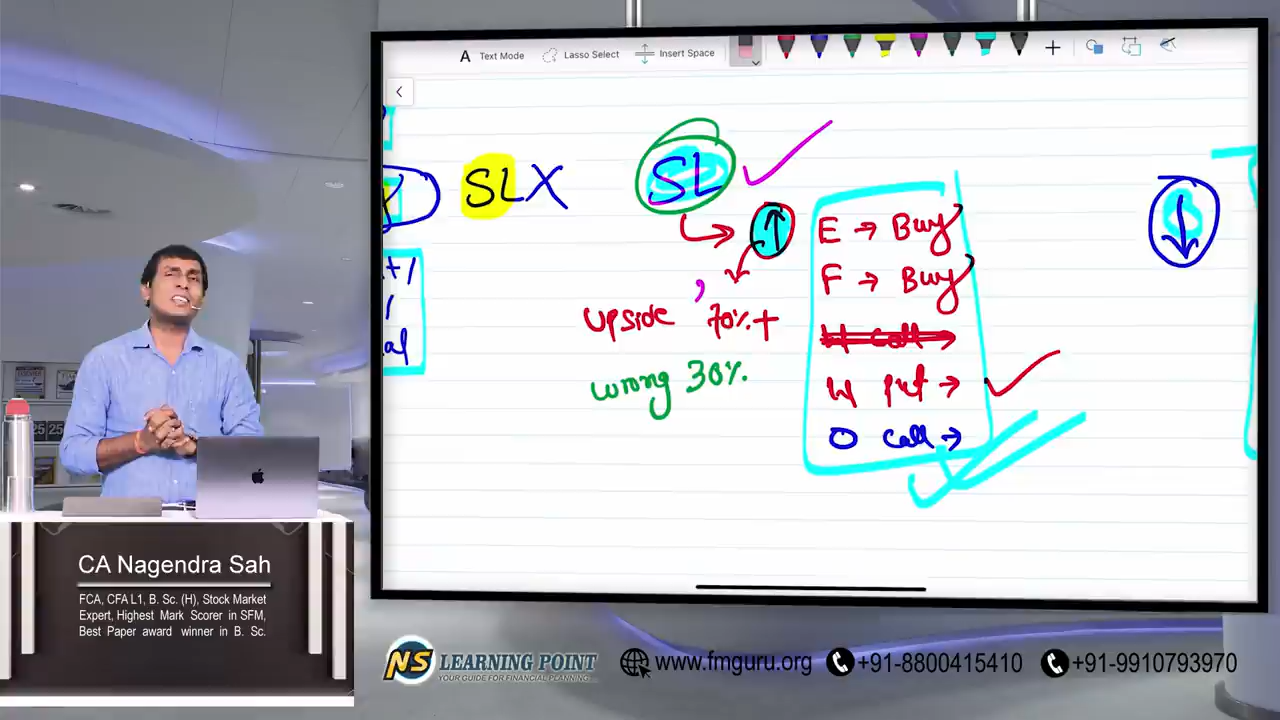 Text Mode Lasso Select Insert Space
SLX SL
E → Buy
F → Buy
upside 70%+
wrong 30%.
W put →
O call →
+1
al
CA Nagendra Sah
FCA, CFA L1, B. Sc. (H), Stock Market
Expert, Highest Mark Scorer in SFM,
Best Paper award winner in B. Sc.
NS LEARNING POINT
YOUR GUIDE FOR FINANCIAL PLANNING....
www.fmguru.org +91-8800415410 +91-9910793970